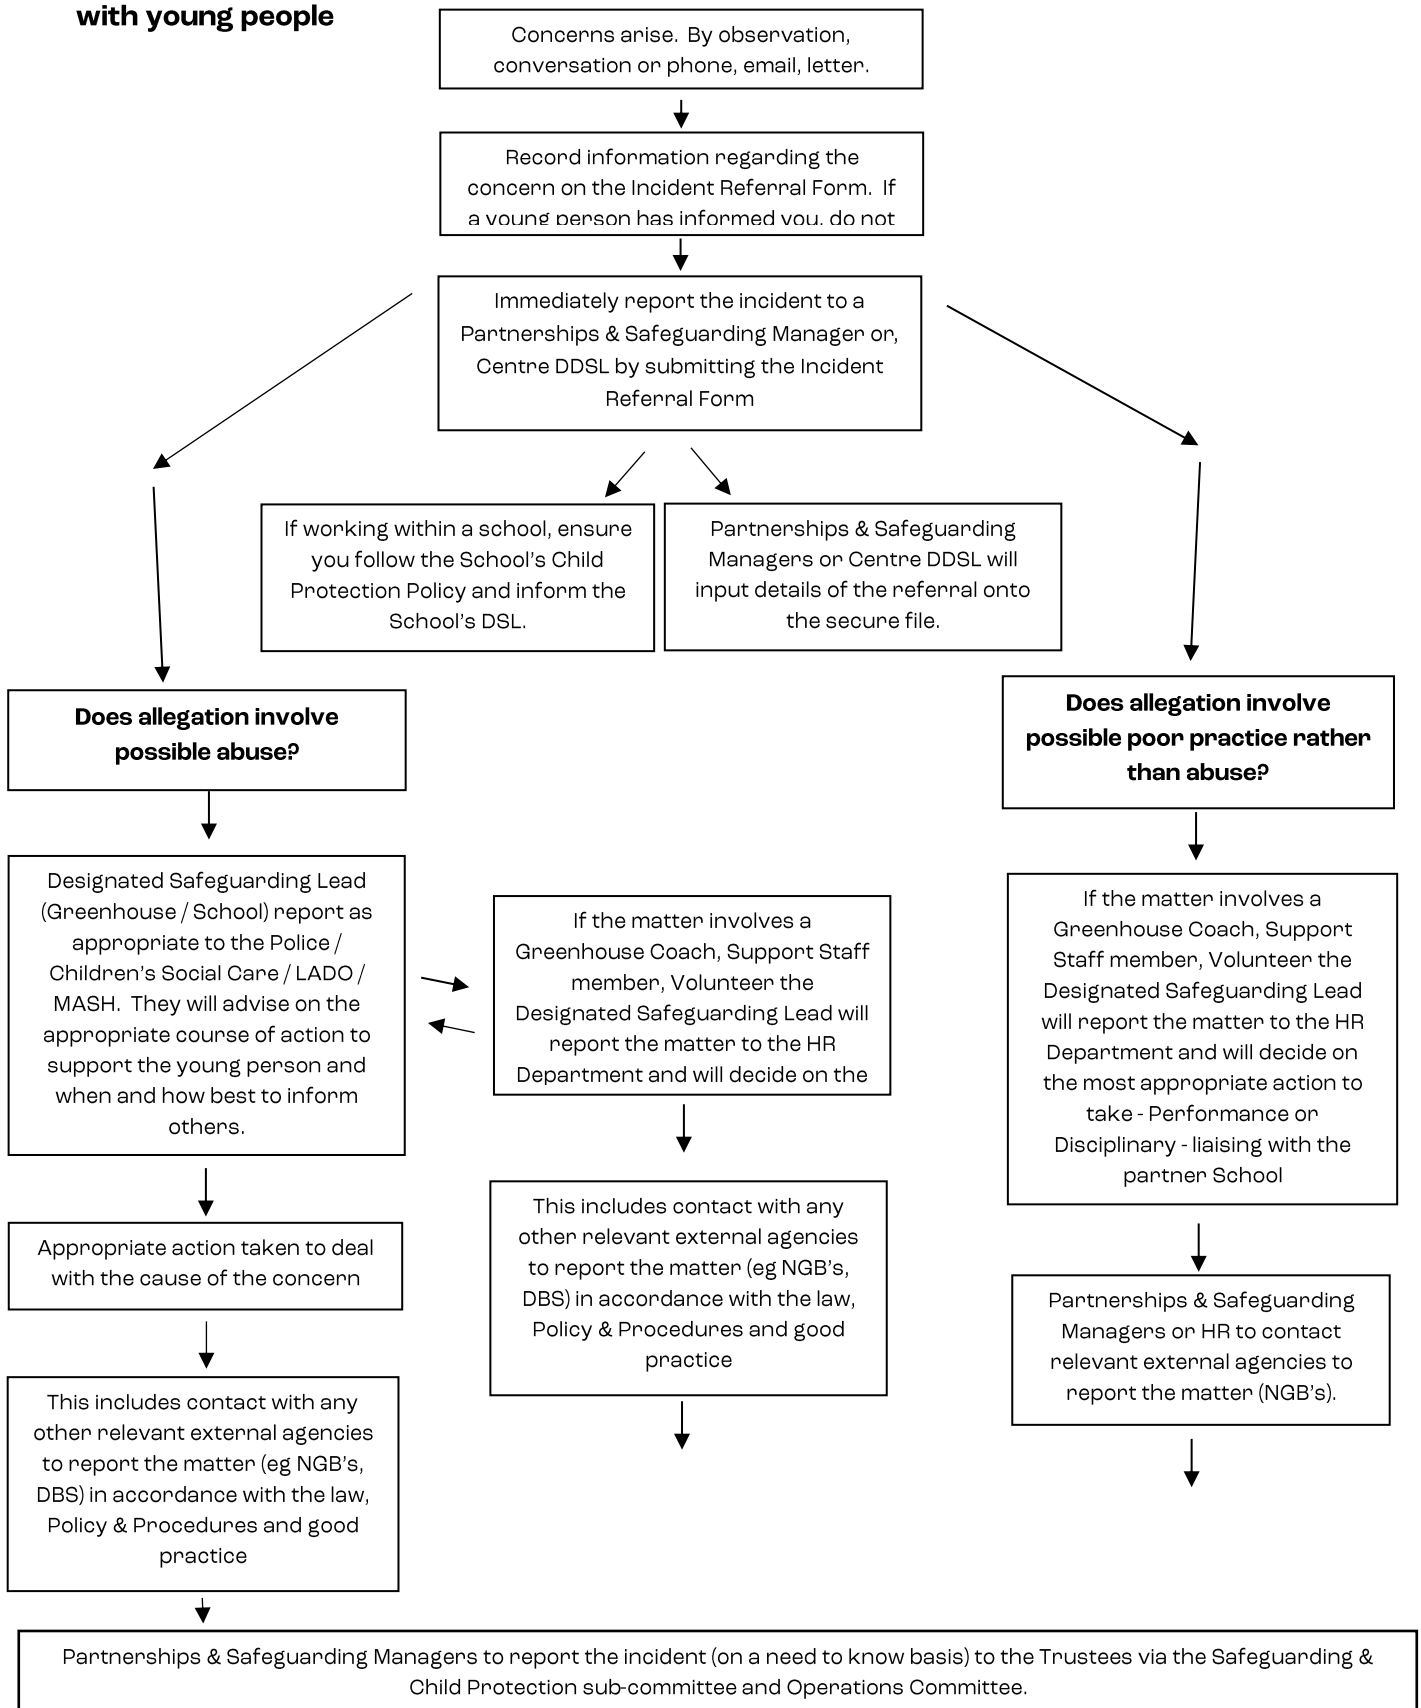 with young people
Concerns arise.  By observation,
conversation or phone, email, letter.
Record information regarding the
concern on the Incident Referral Form.  If
a young person has informed you, do not
Immediately report the incident to a
Partnerships & Safeguarding Manager or,
Centre DDSL by submitting the Incident
Referral Form
If working within a school, ensure
you follow the School’s Child
Protection Policy and inform the
School’s DSL.
Partnerships & Safeguarding
Managers or Centre DDSL will
input details of the referral onto
the secure file.
Does allegation involve
possible abuse?
Does allegation involve
possible poor practice rather
than abuse?
Designated Safeguarding Lead
(Greenhouse / School) report as
appropriate to the Police /
Children’s Social Care / LADO /
MASH.  They will advise on the
appropriate course of action to
support the young person and
when and how best to inform
others.
If the matter involves a
Greenhouse Coach, Support Staff
member, Volunteer the
Designated Safeguarding Lead will
report the matter to the HR
Department and will decide on the
If the matter involves a
Greenhouse Coach, Support
Staff member, Volunteer the
Designated Safeguarding Lead
will report the matter to the HR
Department and will decide on
the most appropriate action to
take - Performance or
Disciplinary - liaising with the
partner School
Appropriate action taken to deal
with the cause of the concern
This includes contact with any
other relevant external agencies
to report the matter (eg NGB’s,
DBS) in accordance with the law,
Policy & Procedures and good
practice
Partnerships & Safeguarding
Managers or HR to contact
relevant external agencies to
report the matter (NGB’s).
This includes contact with any
other relevant external agencies
to report the matter (eg NGB’s,
DBS) in accordance with the law,
Policy & Procedures and good
practice
Partnerships & Safeguarding Managers to report the incident (on a need to know basis) to the Trustees via the Safeguarding &
Child Protection sub-committee and Operations Committee.